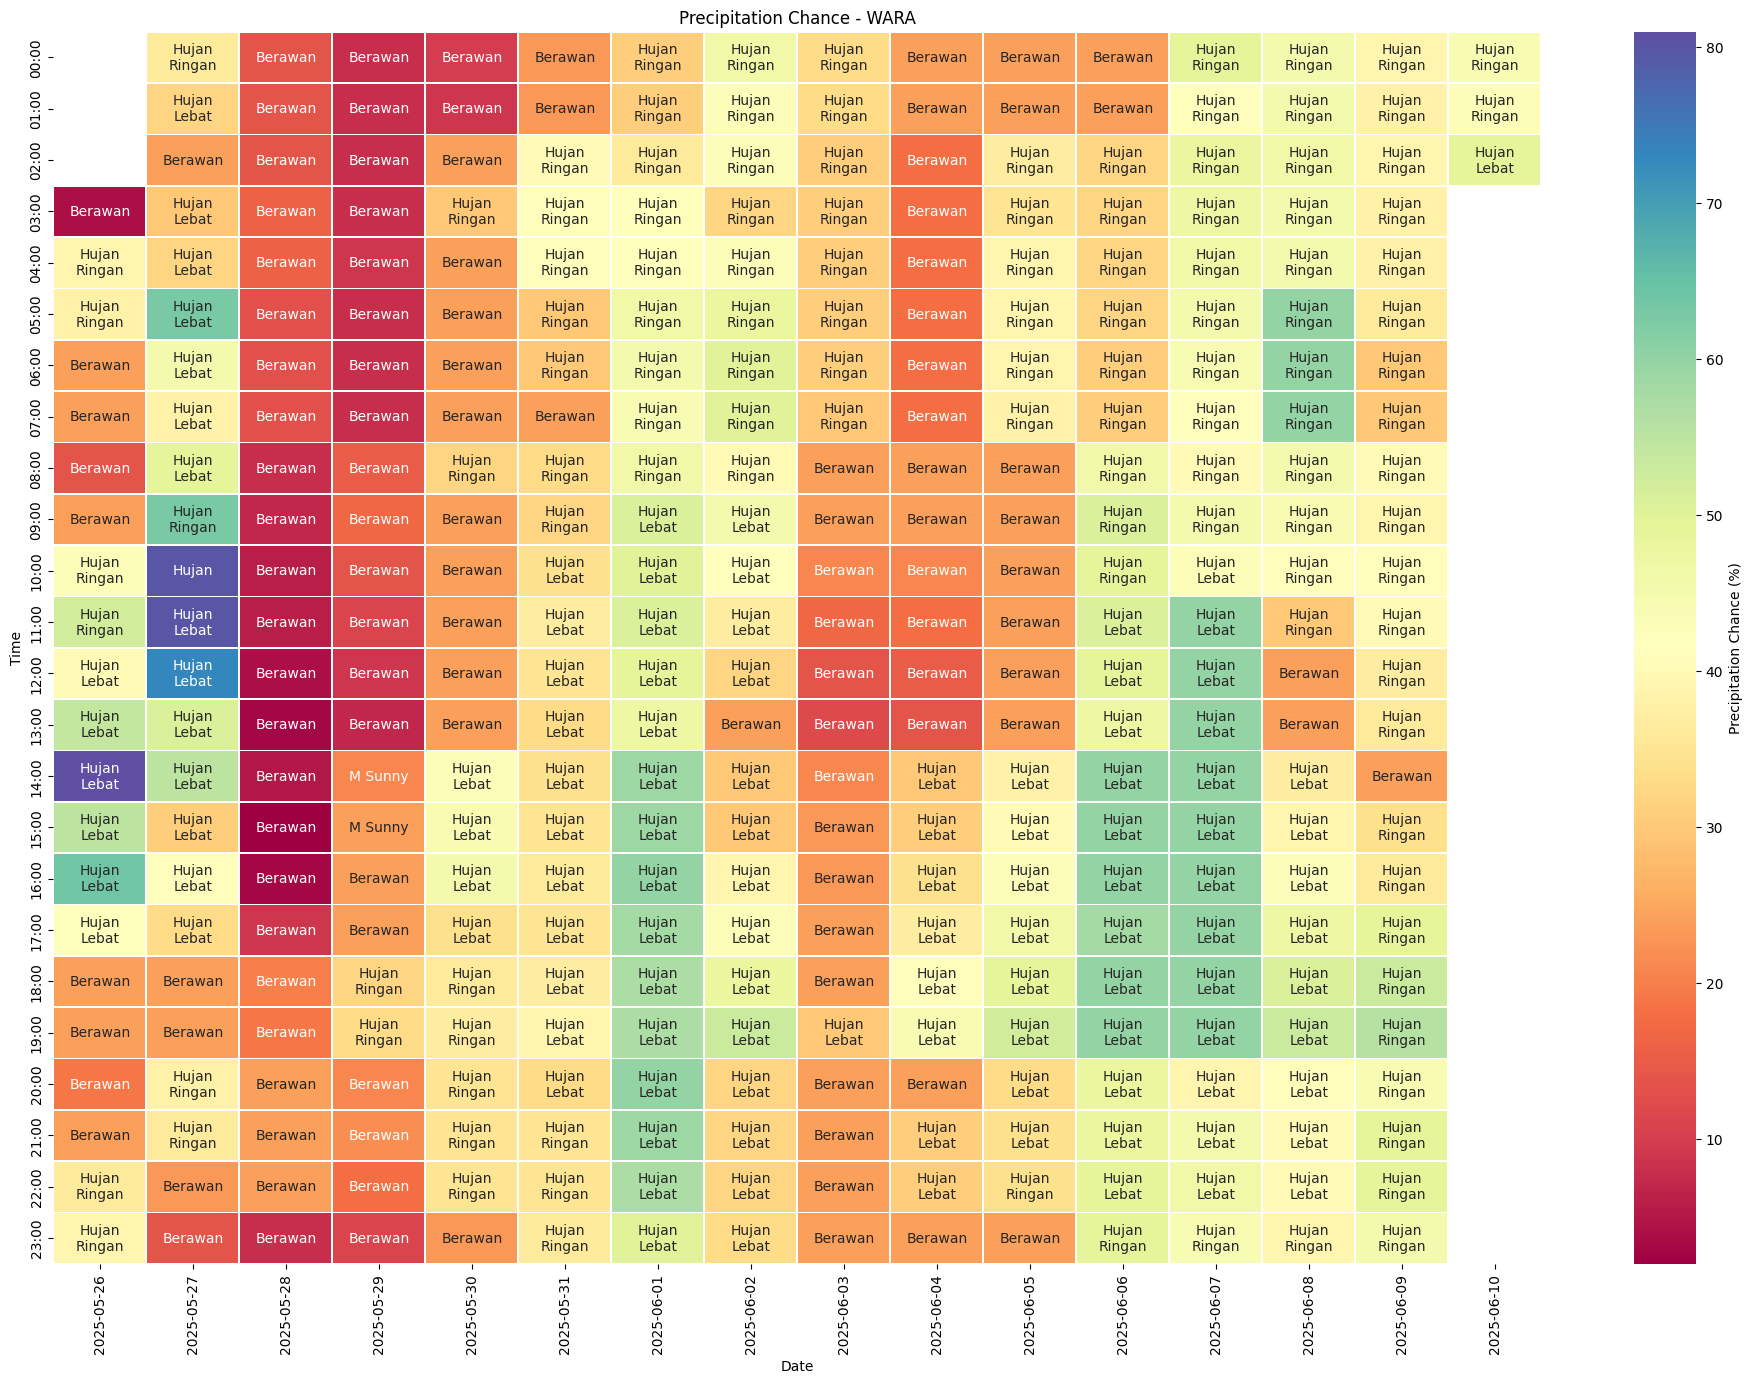 Precipitation Chance - WARA
00:00 Hujan Ringan Berawan Berawan Berawan Berawan Hujan Ringan Hujan Ringan Hujan Ringan Berawan Berawan Berawan Hujan Ringan Hujan Ringan Hujan Ringan Hujan Ringan
01:00 Hujan Lebat Berawan Berawan Berawan Berawan Hujan Ringan Hujan Ringan Hujan Ringan Berawan Berawan Berawan Hujan Ringan Hujan Ringan Hujan Ringan Hujan Ringan
02:00 Berawan Berawan Berawan Berawan Hujan Ringan Hujan Ringan Hujan Ringan Hujan Ringan Berawan Hujan Ringan Hujan Ringan Hujan Ringan Hujan Ringan Hujan Ringan Hujan Lebat
03:00 Berawan Hujan Lebat Berawan Berawan Hujan Ringan Hujan Ringan Hujan Ringan Hujan Ringan Hujan Ringan Berawan Hujan Ringan Hujan Ringan Hujan Ringan Hujan Ringan Hujan Ringan
04:00 Hujan Ringan Hujan Lebat Berawan Berawan Berawan Hujan Ringan Hujan Ringan Hujan Ringan Hujan Ringan Berawan Hujan Ringan Hujan Ringan Hujan Ringan Hujan Ringan Hujan Ringan
05:00 Hujan Ringan Hujan Lebat Berawan Berawan Berawan Hujan Ringan Hujan Ringan Hujan Ringan Hujan Ringan Berawan Hujan Ringan Hujan Ringan Hujan Ringan Hujan Ringan Hujan Ringan
06:00 Berawan Hujan Lebat Berawan Berawan Berawan Hujan Ringan Hujan Ringan Hujan Ringan Hujan Ringan Berawan Hujan Ringan Hujan Ringan Hujan Ringan Hujan Ringan Hujan Ringan
07:00 Berawan Hujan Lebat Berawan Berawan Berawan Berawan Hujan Ringan Hujan Ringan Hujan Ringan Berawan Hujan Ringan Hujan Ringan Hujan Ringan Hujan Ringan Hujan Ringan
08:00 Berawan Hujan Lebat Berawan Berawan Hujan Ringan Hujan Ringan Hujan Ringan Hujan Ringan Berawan Berawan Berawan Hujan Ringan Hujan Ringan Hujan Ringan Hujan Ringan
09:00 Berawan Hujan Ringan Berawan Berawan Berawan Hujan Ringan Hujan Lebat Hujan Lebat Berawan Berawan Berawan Hujan Ringan Hujan Ringan Hujan Ringan Hujan Ringan
10:00 Hujan Ringan Hujan Berawan Berawan Berawan Hujan Lebat Hujan Lebat Hujan Lebat Berawan Berawan Berawan Hujan Ringan Hujan Lebat Hujan Ringan Hujan Ringan
11:00 Hujan Ringan Hujan Lebat Berawan Berawan Berawan Hujan Lebat Hujan Lebat Hujan Lebat Berawan Berawan Berawan Hujan Lebat Hujan Lebat Hujan Ringan Hujan Ringan
12:00 Hujan Lebat Hujan Lebat Berawan Berawan Berawan Hujan Lebat Hujan Lebat Hujan Lebat Berawan Berawan Berawan Hujan Lebat Hujan Lebat Berawan Hujan Ringan
13:00 Hujan Lebat Hujan Lebat Berawan Berawan Berawan Hujan Lebat Hujan Lebat Berawan Berawan Berawan Berawan Hujan Lebat Hujan Lebat Berawan Hujan Ringan
14:00 Hujan Lebat Hujan Lebat Berawan M Sunny Hujan Lebat Hujan Lebat Hujan Lebat Hujan Lebat Berawan Hujan Lebat Hujan Lebat Hujan Lebat Hujan Lebat Hujan Lebat Berawan
15:00 Hujan Lebat Hujan Lebat Berawan M Sunny Hujan Lebat Hujan Lebat Hujan Lebat Hujan Lebat Berawan Hujan Lebat Hujan Lebat Hujan Lebat Hujan Lebat Hujan Lebat Hujan Ringan
16:00 Hujan Lebat Hujan Lebat Berawan Berawan Hujan Lebat Hujan Lebat Hujan Lebat Hujan Lebat Berawan Hujan Lebat Hujan Lebat Hujan Lebat Hujan Lebat Hujan Lebat Hujan Ringan
17:00 Hujan Lebat Hujan Lebat Berawan Berawan Hujan Lebat Hujan Lebat Hujan Lebat Hujan Lebat Berawan Hujan Lebat Hujan Lebat Hujan Lebat Hujan Lebat Hujan Lebat Hujan Ringan
18:00 Berawan Berawan Berawan Hujan Ringan Hujan Ringan Hujan Lebat Hujan Lebat Hujan Lebat Berawan Hujan Lebat Hujan Lebat Hujan Lebat Hujan Lebat Hujan Lebat Hujan Ringan
19:00 Berawan Berawan Berawan Hujan Ringan Hujan Ringan Hujan Lebat Hujan Lebat Hujan Lebat Hujan Lebat Hujan Lebat Hujan Lebat Hujan Lebat Hujan Lebat Hujan Lebat Hujan Ringan
20:00 Berawan Hujan Ringan Berawan Berawan Hujan Ringan Hujan Lebat Hujan Lebat Hujan Lebat Berawan Berawan Hujan Lebat Hujan Lebat Hujan Lebat Hujan Lebat Hujan Ringan
21:00 Berawan Hujan Ringan Berawan Berawan Hujan Ringan Hujan Ringan Hujan Lebat Hujan Lebat Berawan Hujan Lebat Hujan Lebat Hujan Lebat Hujan Lebat Hujan Lebat Hujan Ringan
22:00 Hujan Ringan Berawan Berawan Berawan Hujan Ringan Hujan Ringan Hujan Lebat Hujan Lebat Berawan Hujan Lebat Hujan Ringan Hujan Lebat Hujan Lebat Hujan Lebat Hujan Ringan
23:00 Hujan Ringan Berawan Berawan Berawan Berawan Hujan Ringan Hujan Lebat Hujan Lebat Berawan Berawan Berawan Hujan Ringan Hujan Ringan Hujan Ringan Hujan Ringan
Time
2025-05-26
2025-05-27
2025-05-28
2025-05-29
2025-05-30
2025-05-31
2025-06-01
2025-06-02
2025-06-03
2025-06-04
2025-06-05
2025-06-06
2025-06-07
2025-06-08
2025-06-09
2025-06-10
Date
80
70
60
50
40
30
20
10
Precipitation Chance (%)